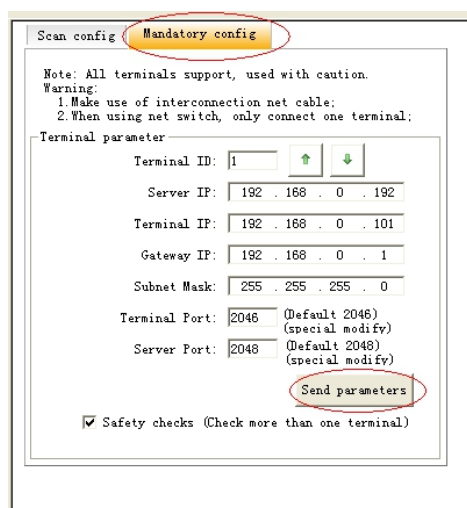 Scan config Mandatory config
Note: All terminals support, used with caution.
Warning:
1.Make use of interconnection net cable;
2.When using net switch, only connect one terminal;
Terminal parameter
Terminal ID: 1
Server IP: 192 . 168 . 0 . 192
Terminal IP: 192 . 168 . 0 . 101
Gateway IP: 192 . 168 . 0 . 1
Subnet Mask: 255 . 255 . 255 . 0
Terminal Port: 2046 (Default 2046)
(special modify)
Server Port: 2048 (Default 2048)
(special modify)
Send parameters
Safety checks (Check more than one terminal)